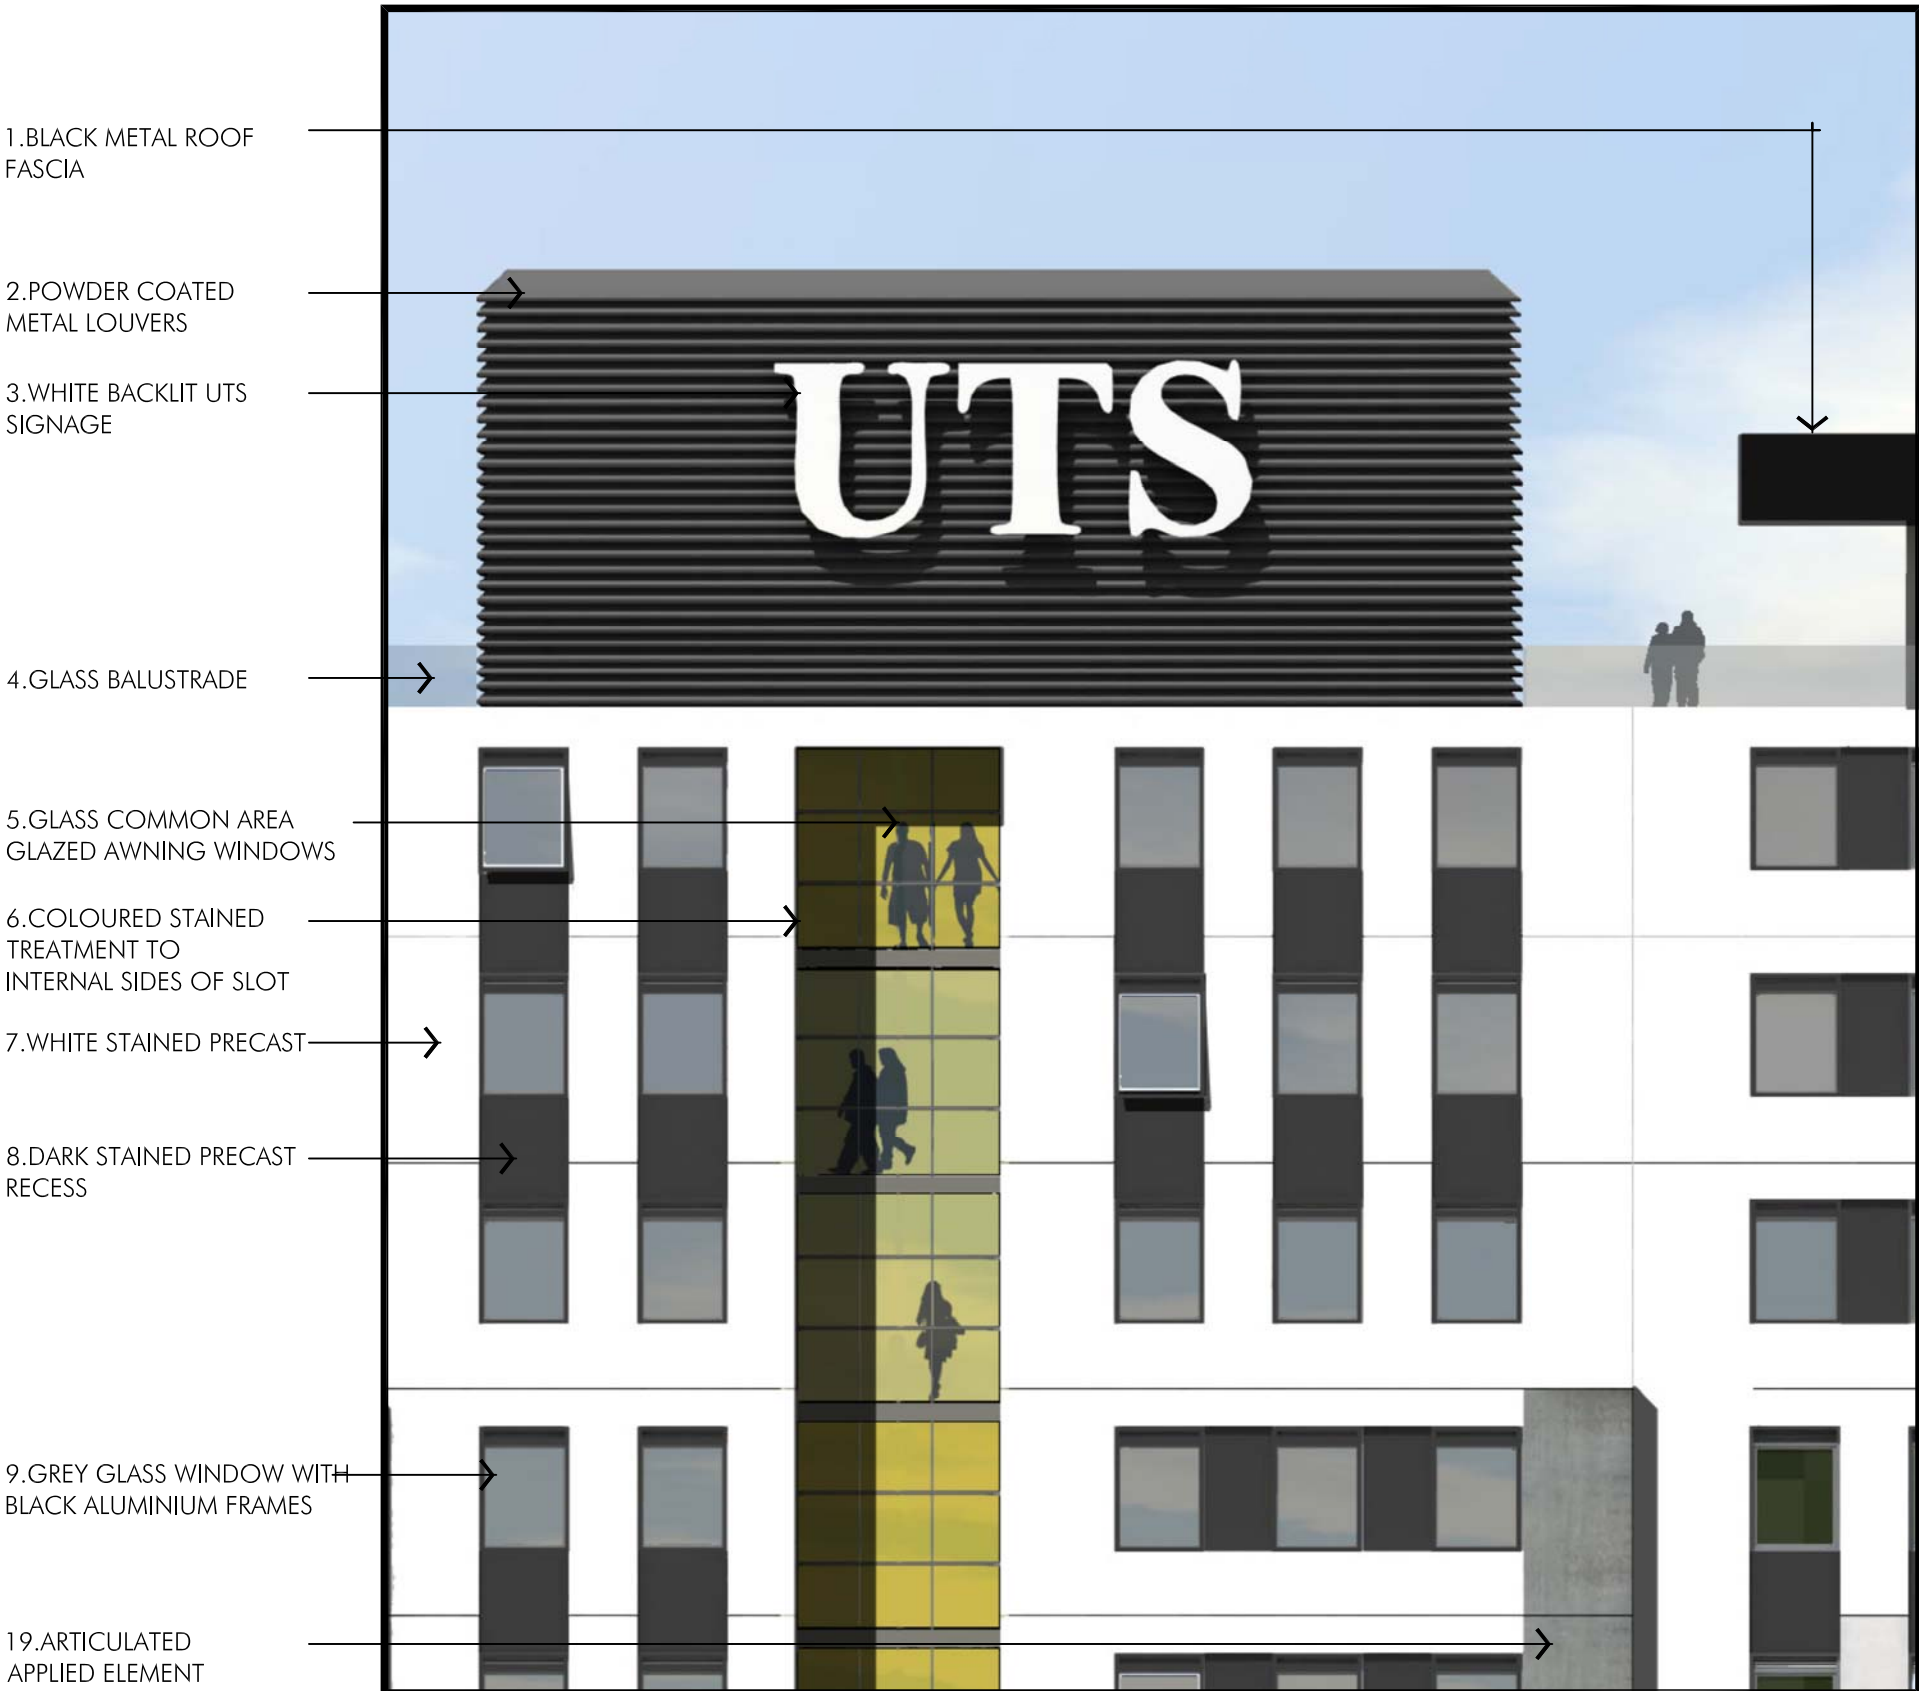 1.BLACK METAL ROOF
FASCIA
2.POWDER COATED
METAL LOUVERS
3.WHITE BACKLIT UTS
SIGNAGE
UTS
4.GLASS BALUSTRADE
5.GLASS COMMON AREA
GLAZED AWNING WINDOWS
6.COLOURED STAINED
TREATMENT TO
INTERNAL SIDES OF SLOT
7.WHITE STAINED PRECAST
8.DARK STAINED PRECAST
RECESS
9.GREY GLASS WINDOW WITH
BLACK ALUMINIUM FRAMES
19.ARTICULATED
APPLIED ELEMENT